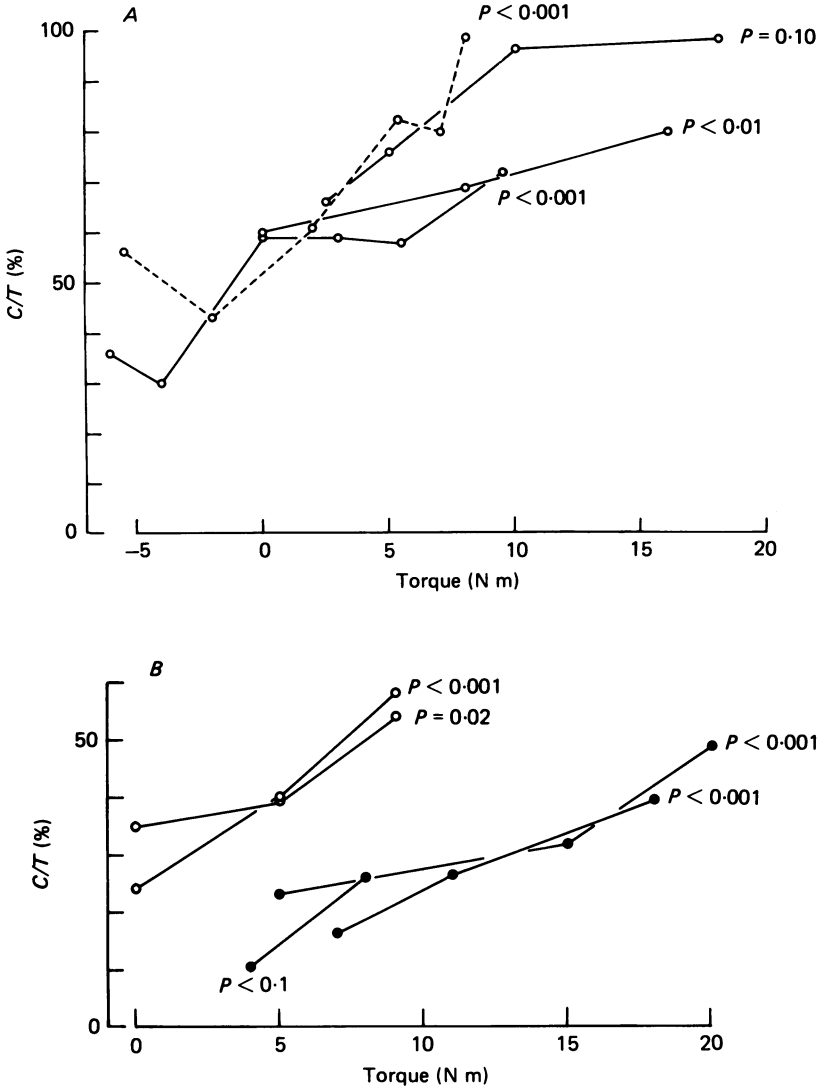 A
P < 0·001
100
P = 0·10
P < 0·01
P < 0·001
C/T (%)
50
0
−5 0 5 10 15 20
Torque (N m)
B
P < 0·001
P = 0·02
50
P < 0·001
P < 0·001
C/T (%)
P < 0·1
0
0 5 10 15 20
Torque (N m)